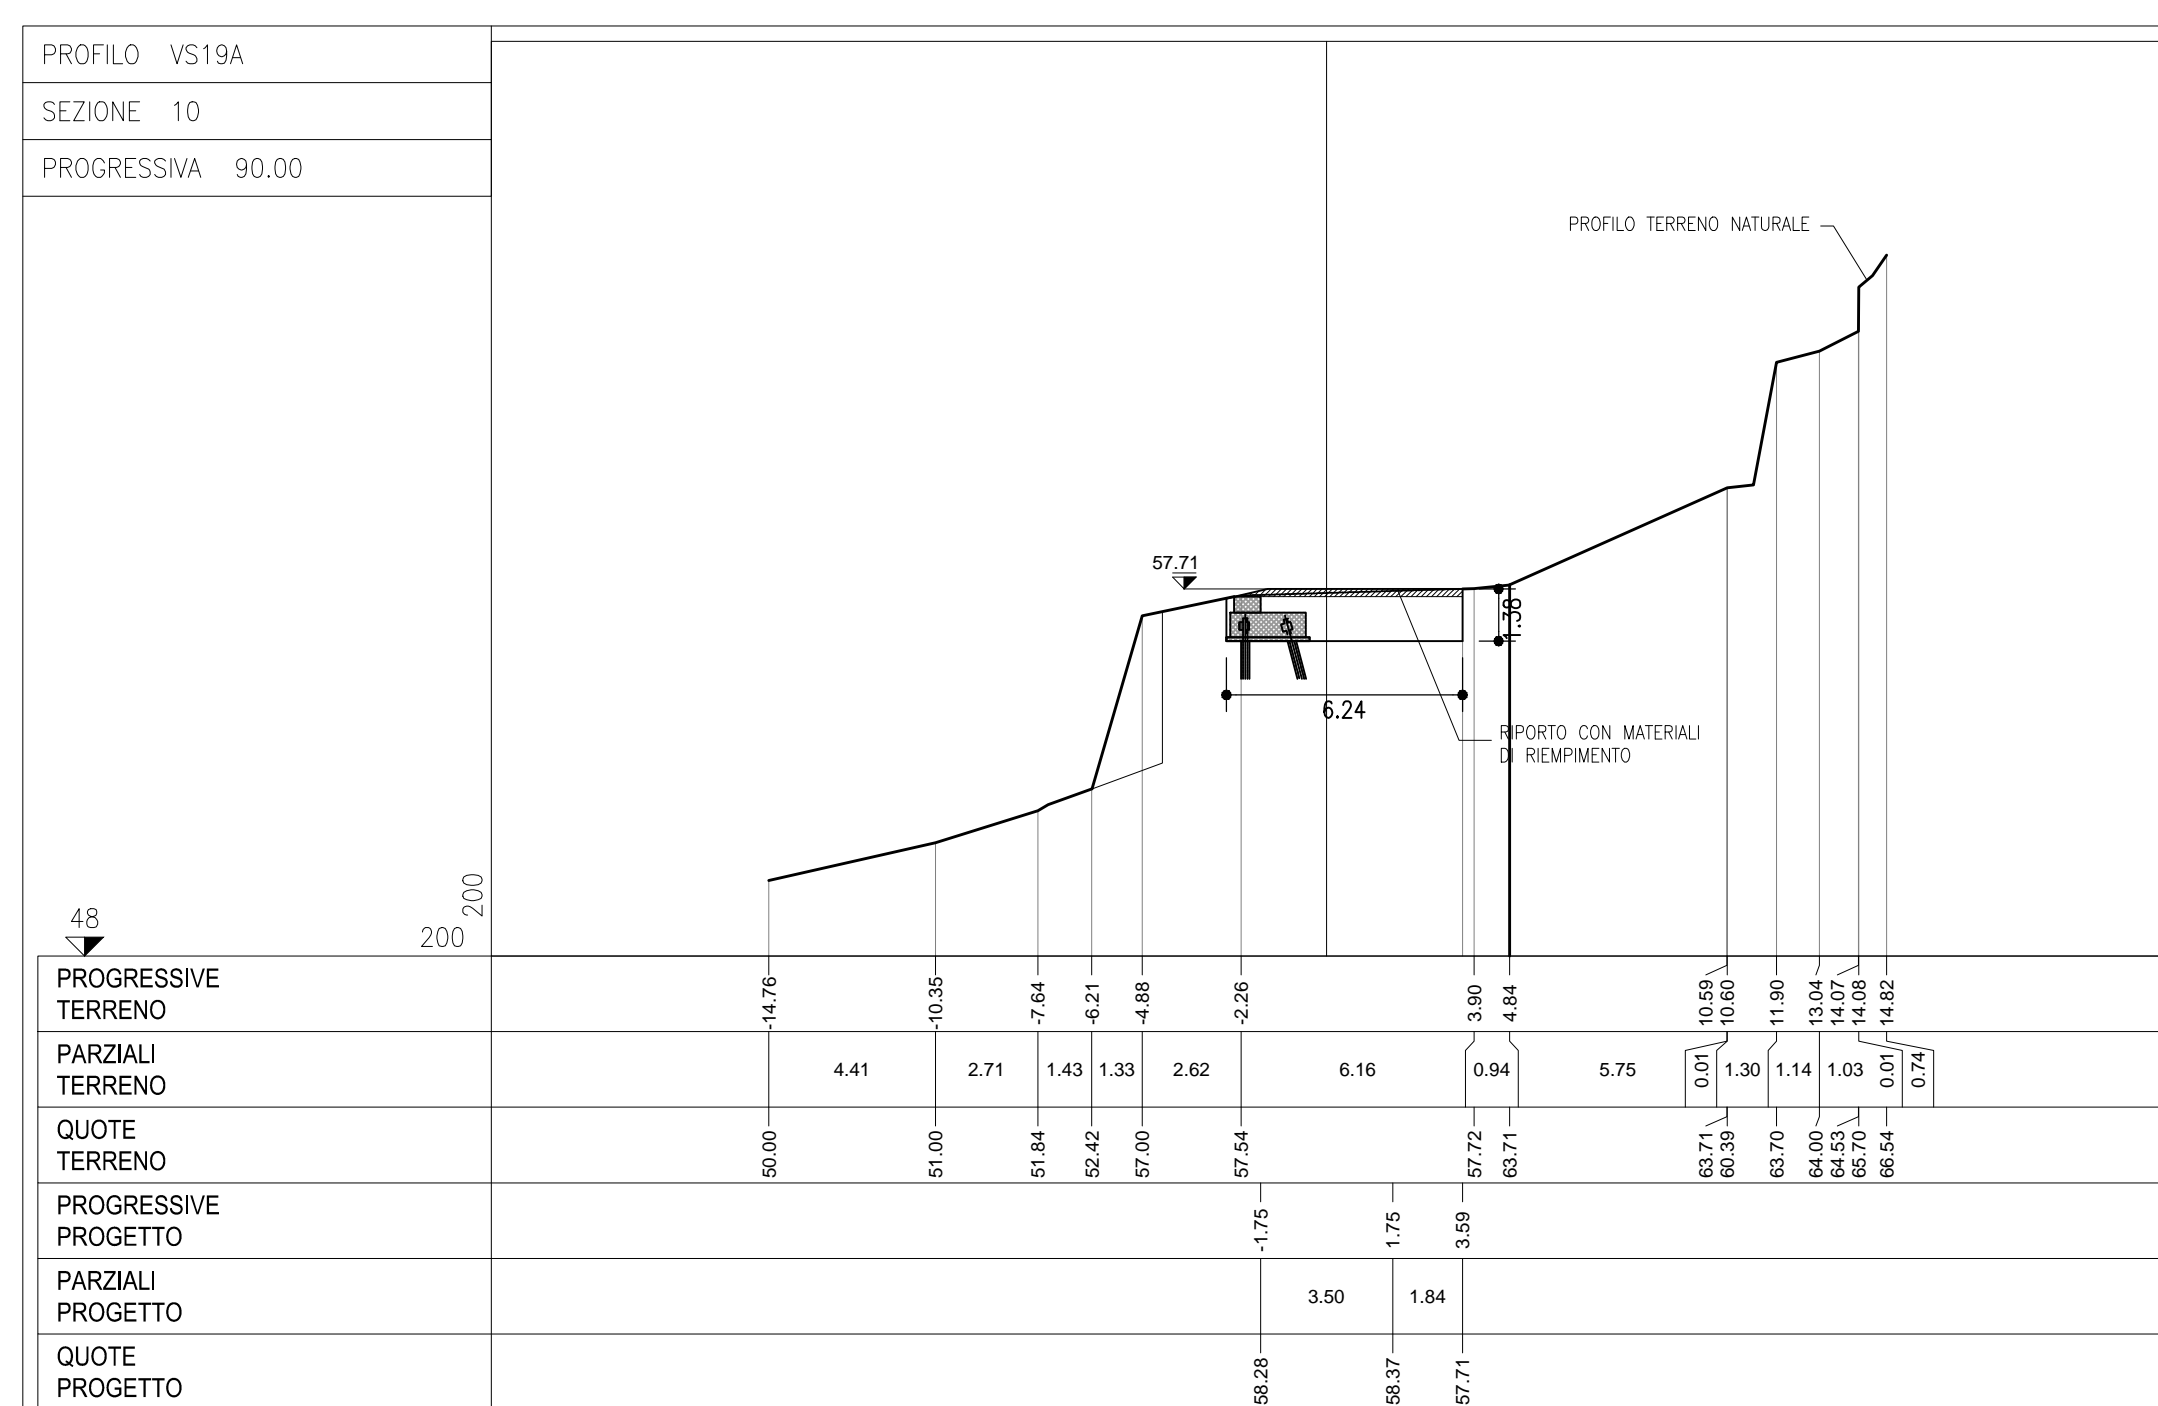 PROFILO VS19A
SEZIONE 10
PROGRESSIVA 90.00
PROFILO TERRENO NATURALE
57.71
1.38
6.24
RIPORTO CON MATERIALI
DI RIEMPIMENTO
48
200
200
PROGRESSIVE
TERRENO
-14.76 -10.35 -7.64 -6.21 -4.88 -2.26 3.90 4.84 10.59 10.60 11.90 13.04 14.07 14.08 14.82
PARZIALI
TERRENO
4.41 2.71 1.43 1.33 2.62 6.16 0.94 5.75 0.01 1.30 1.14 1.03 0.01 0.74
QUOTE
TERRENO
50.00 51.00 51.84 52.42 57.00 57.54 57.72 63.71 63.71 60.39 63.70 64.00 64.53 65.70 66.54
PROGRESSIVE
PROGETTO
-1.75 1.75 3.59
PARZIALI
PROGETTO
3.50 1.84
QUOTE
PROGETTO
58.28 58.37 57.71